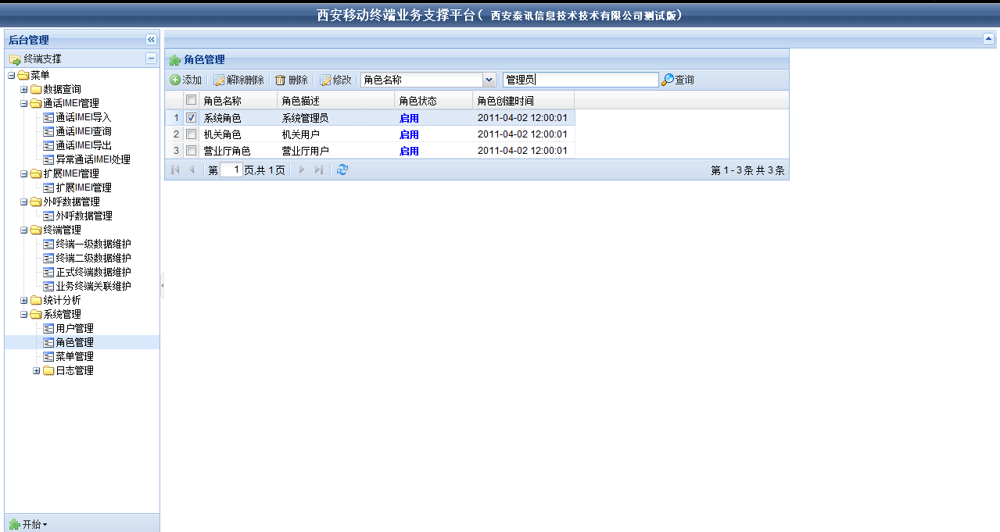 西安移动终端业务支撑平台( 西安泰讯信息技术技术有限公司测试版)
后台管理
终端支撑
菜单
数据查询
通话IMEI管理
通话IMEI导入
通话IMEI查询
通话IMEI导出
异常通话IMEI处理
扩展IMEI管理
扩展IMEI管理
外呼数据管理
外呼数据管理
终端管理
终端一级数据维护
终端二级数据维护
正式终端数据维护
业务终端关联维护
统计分析
系统管理
用户管理
角色管理
菜单管理
日志管理
开始
角色管理
添加 解除删除 删除 修改 角色名称 管理员 查询
角色名称 角色描述 角色状态 角色创建时间
1 系统角色 系统管理员 启用 2011-04-02 12:00:01
2 机关角色 机关用户 启用 2011-04-02 12:00:01
3 营业厅角色 营业厅用户 启用 2011-04-02 12:00:01
第 1 页,共 1 页 第 1 - 3 条 共 3 条